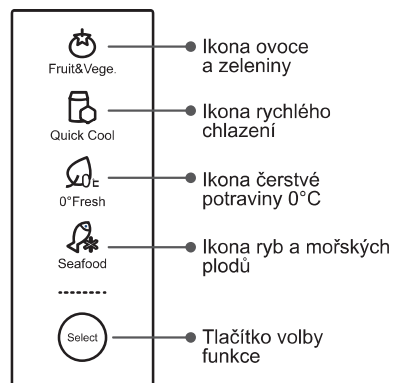 Fruit&Vege.
Ikona ovoce
a zeleniny
Quick Cool
Ikona rychlého
chlazení
0°Fresh
Ikona čerstvé
potraviny 0°C
Seafood
Ikona ryb a mořských
plodů
Select
Tlačítko volby
funkce